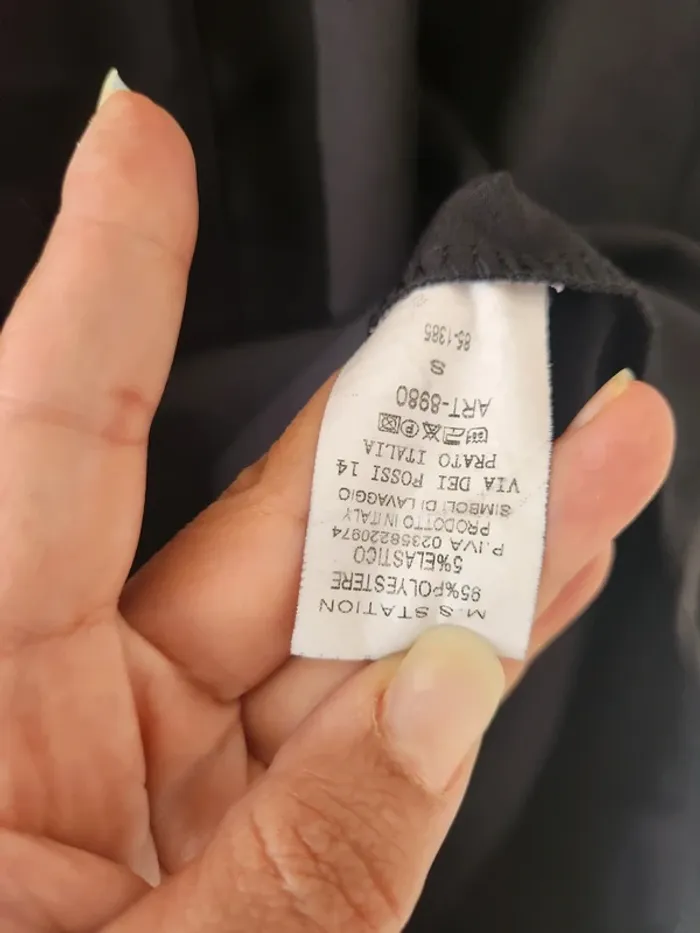 M.S STATION
95%POLYESTERE
5%ELASTICO
P.IVA 02358220974
PRODOTTO IN ITALY
SIMBOLI DI LAVAGGIO
VIA DEI FOSSI 14
PRATO ITALIA
ART-8980
S
65-1385